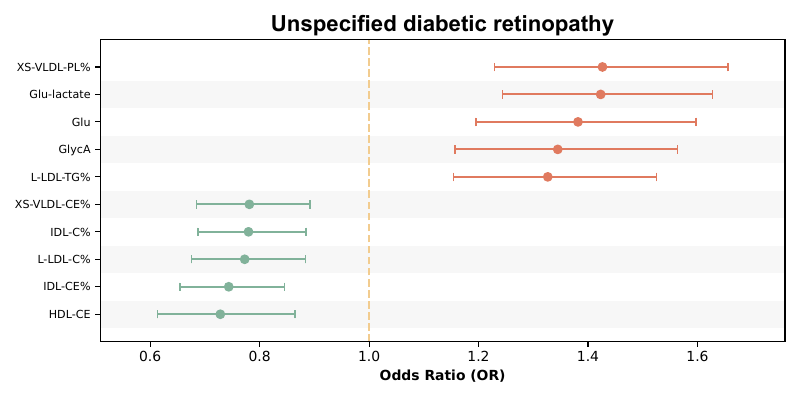 Unspecified diabetic retinopathy
XS-VLDL-PL%
Glu-lactate
Glu
GlycA
L-LDL-TG%
XS-VLDL-CE%
IDL-C%
L-LDL-C%
IDL-CE%
HDL-CE
0.6 0.8 1.0 1.2 1.4 1.6
Odds Ratio (OR)